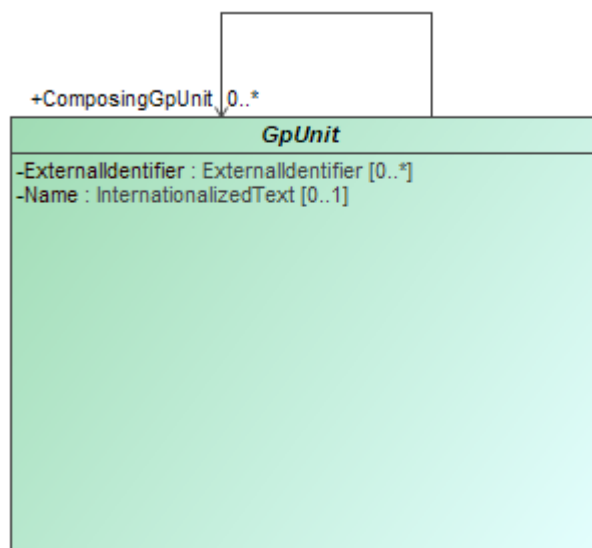 +ComposingGpUnit 0..*
GpUnit
-ExternalIdentifier : ExternalIdentifier [0..*]
-Name : InternationalizedText [0..1]